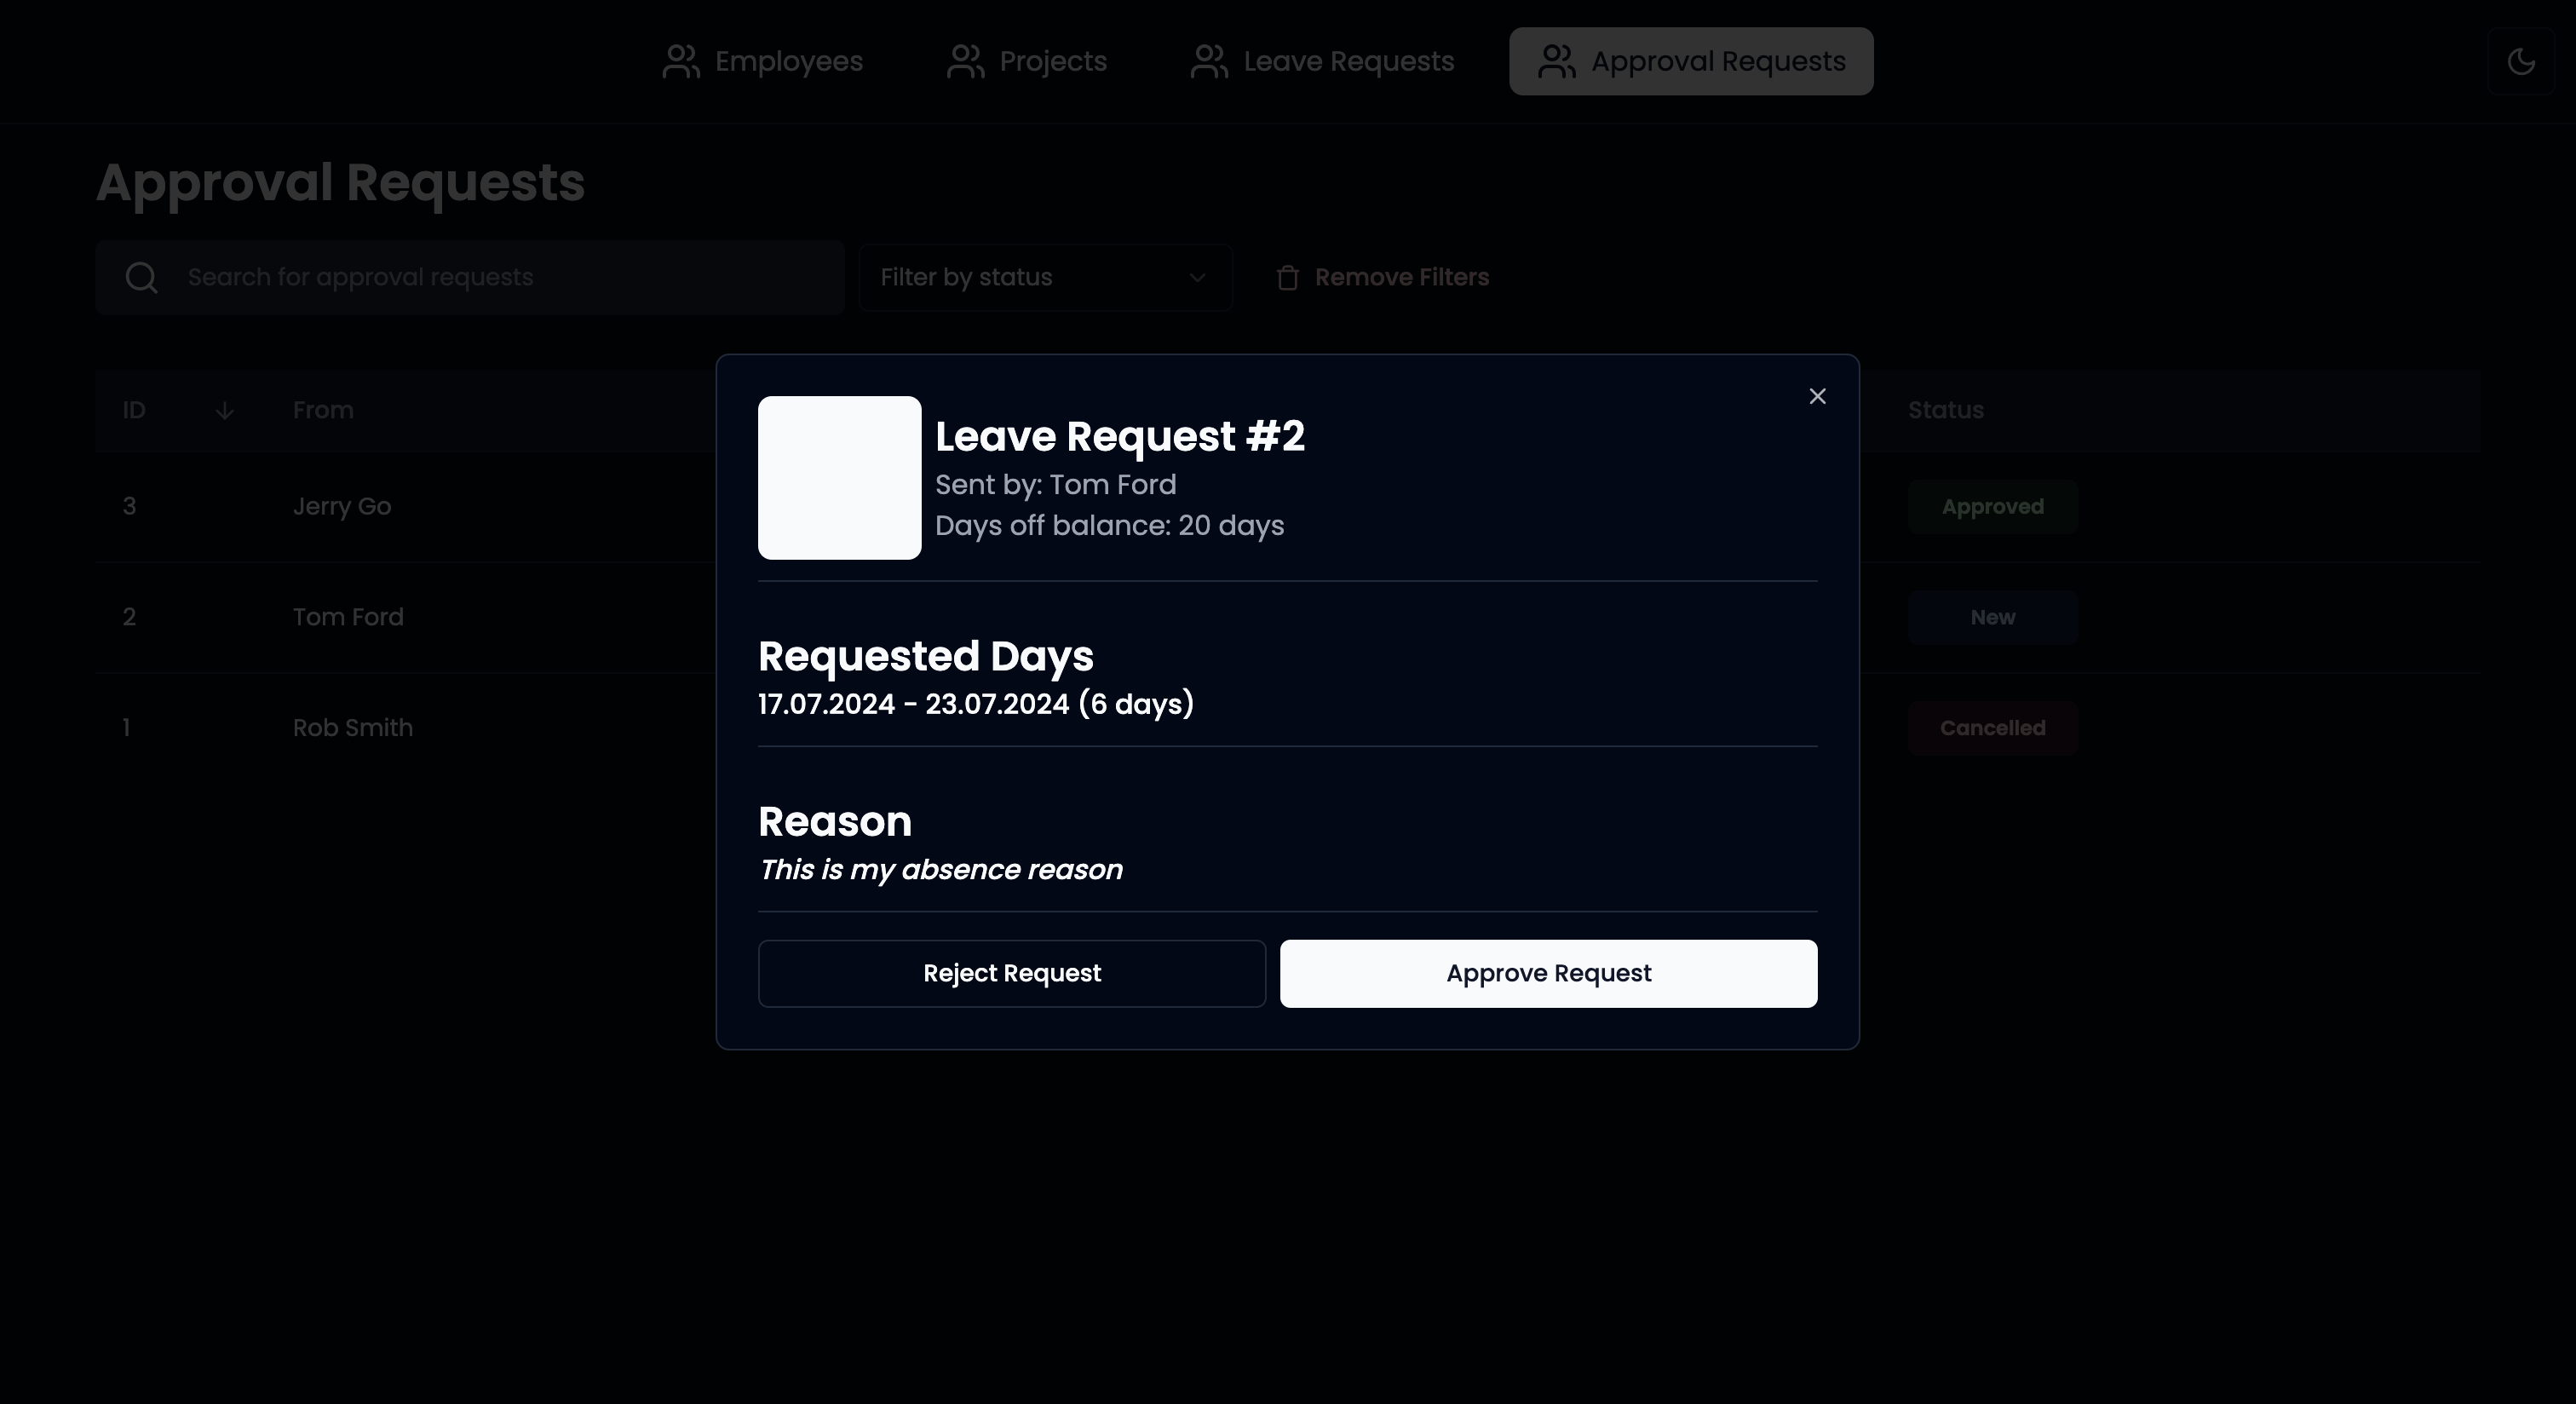 Employees
Projects
Leave Requests
Approval Requests
Approval Requests
Search for approval requests
Filter by status
Remove Filters
ID
From
Status
3
Jerry Go
Approved
2
Tom Ford
New
1
Rob Smith
Cancelled
Leave Request #2
Sent by: Tom Ford
Days off balance: 20 days
Requested Days
17.07.2024 - 23.07.2024 (6 days)
Reason
This is my absence reason
Reject Request
Approve Request